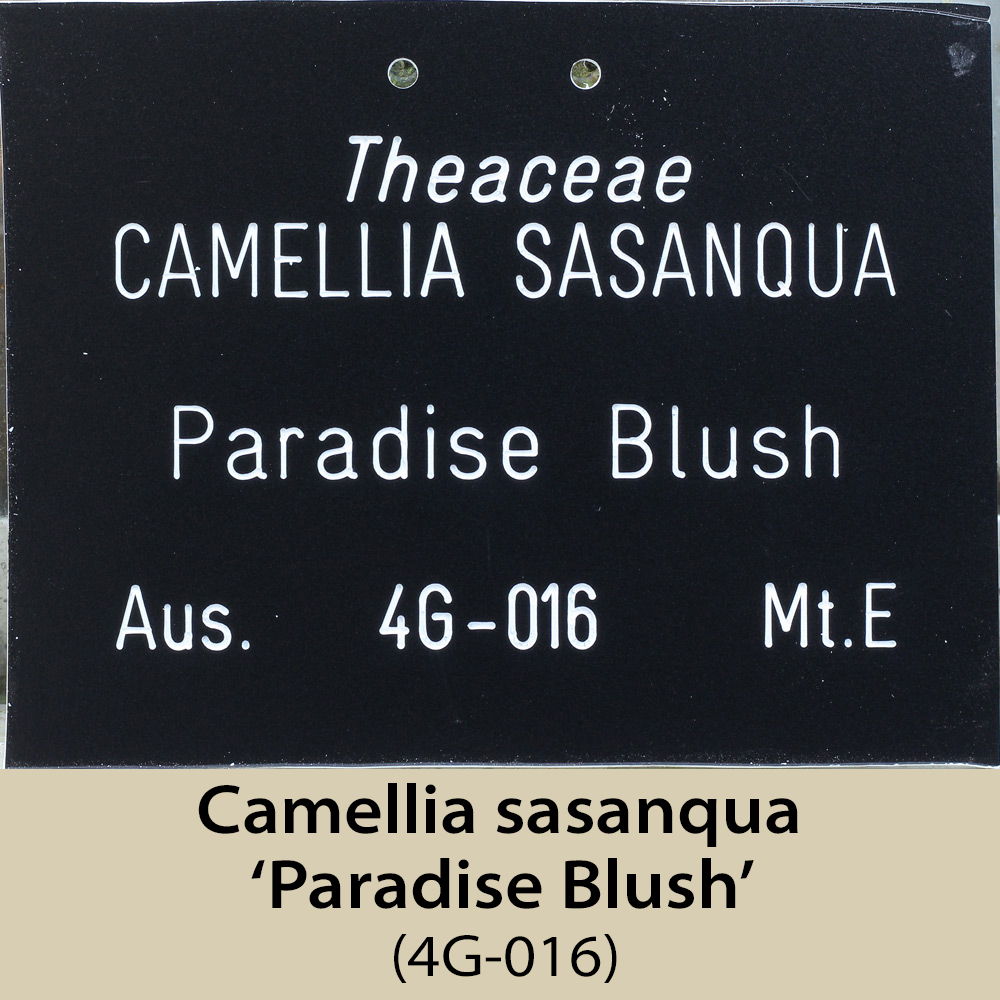 Theaceae
CAMELLIA SASANQUA
Paradise Blush
Aus. 4G-016 Mt.E
Camellia sasanqua
‘Paradise Blush’
(4G-016)